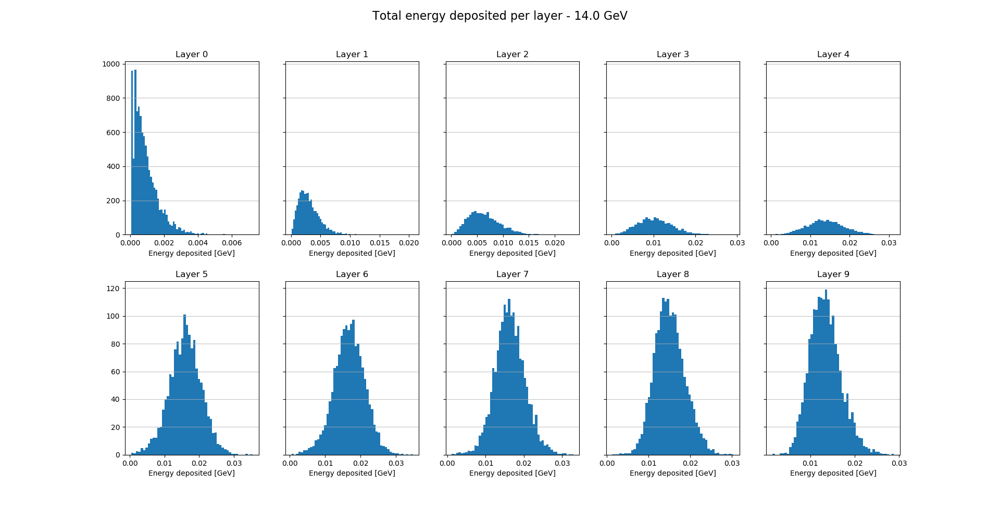 Total energy deposited per layer - 14.0 GeV
Layer 0 Layer 1 Layer 2 Layer 3 Layer 4
1000
800
600
400
200
0
0.000 0.002 0.004 0.006 0.000 0.005 0.010 0.015 0.020 0.000 0.005 0.010 0.015 0.020 0.00 0.01 0.02 0.03 0.00 0.01 0.02 0.03
Energy deposited [GeV] Energy deposited [GeV] Energy deposited [GeV] Energy deposited [GeV] Energy deposited [GeV]
Layer 5 Layer 6 Layer 7 Layer 8 Layer 9
120
100
80
60
40
20
0
0.00 0.01 0.02 0.03 0.00 0.01 0.02 0.03 0.00 0.01 0.02 0.03 0.00 0.01 0.02 0.03 0.01 0.02 0.03
Energy deposited [GeV] Energy deposited [GeV] Energy deposited [GeV] Energy deposited [GeV] Energy deposited [GeV]